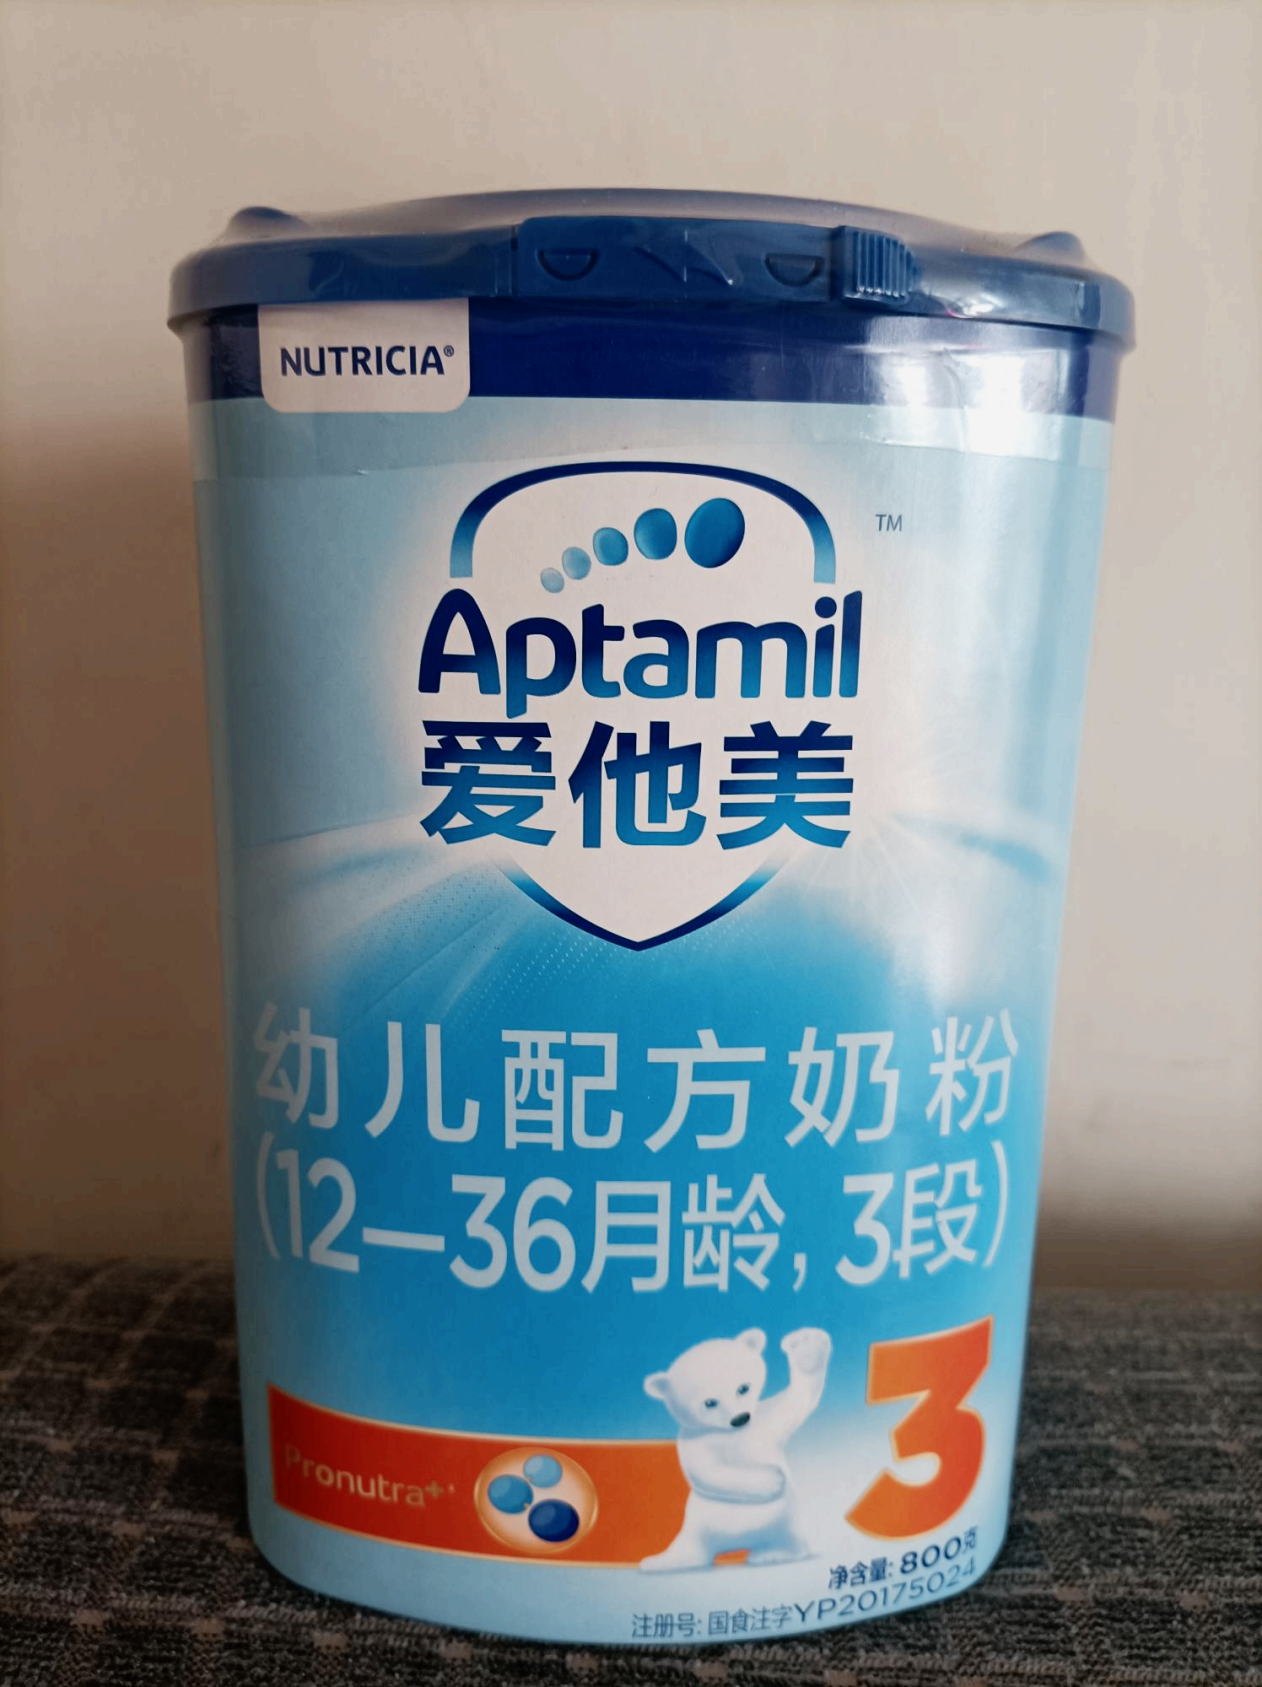 NUTRICIA®
TM
Aptamil
爱他美
幼儿配方奶粉
(12—36月龄, 3段)
3
Pronutra+
净含量: 800克
注册号: 国食注字YP20175024